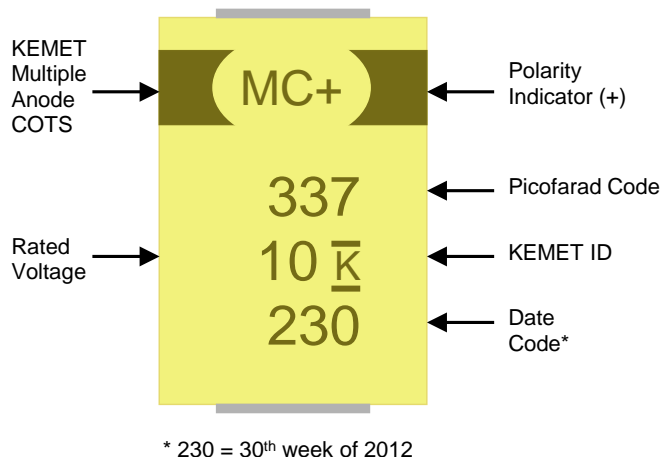 KEMET
Multiple
Anode
COTS
MC+
Polarity
Indicator (+)
337
Picofarad Code
Rated
Voltage
10 K
KEMET ID
230
Date
Code*
* 230 = 30th week of 2012